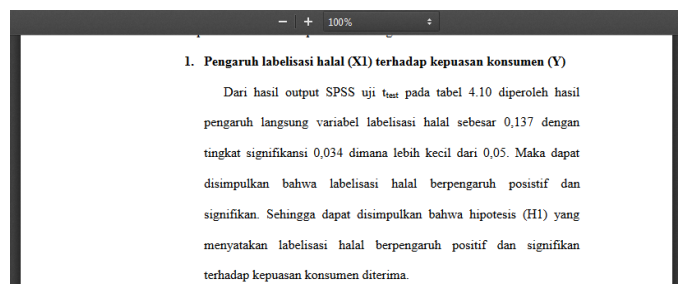 100%
1. Pengaruh labelisasi halal (X1) terhadap kepuasan konsumen (Y)
Dari hasil output SPSS uji ttest pada tabel 4.10 diperoleh hasil
pengaruh langsung variabel labelisasi halal sebesar 0,137 dengan
tingkat signifikansi 0,034 dimana lebih kecil dari 0,05. Maka dapat
disimpulkan bahwa labelisasi halal berpengaruh posistif dan
signifikan. Sehingga dapat disimpulkan bahwa hipotesis (H1) yang
menyatakan labelisasi halal berpengaruh positif dan signifikan
terhadap kepuasan konsumen diterima.